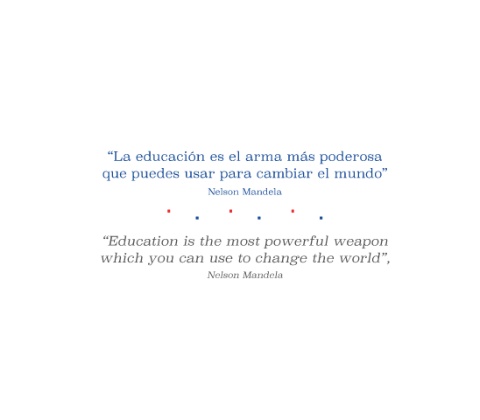 “La educación es el arma más poderosa
que puedes usar para cambiar el mundo”
Nelson Mandela
“Education is the most powerful weapon
which you can use to change the world”,
Nelson Mandela